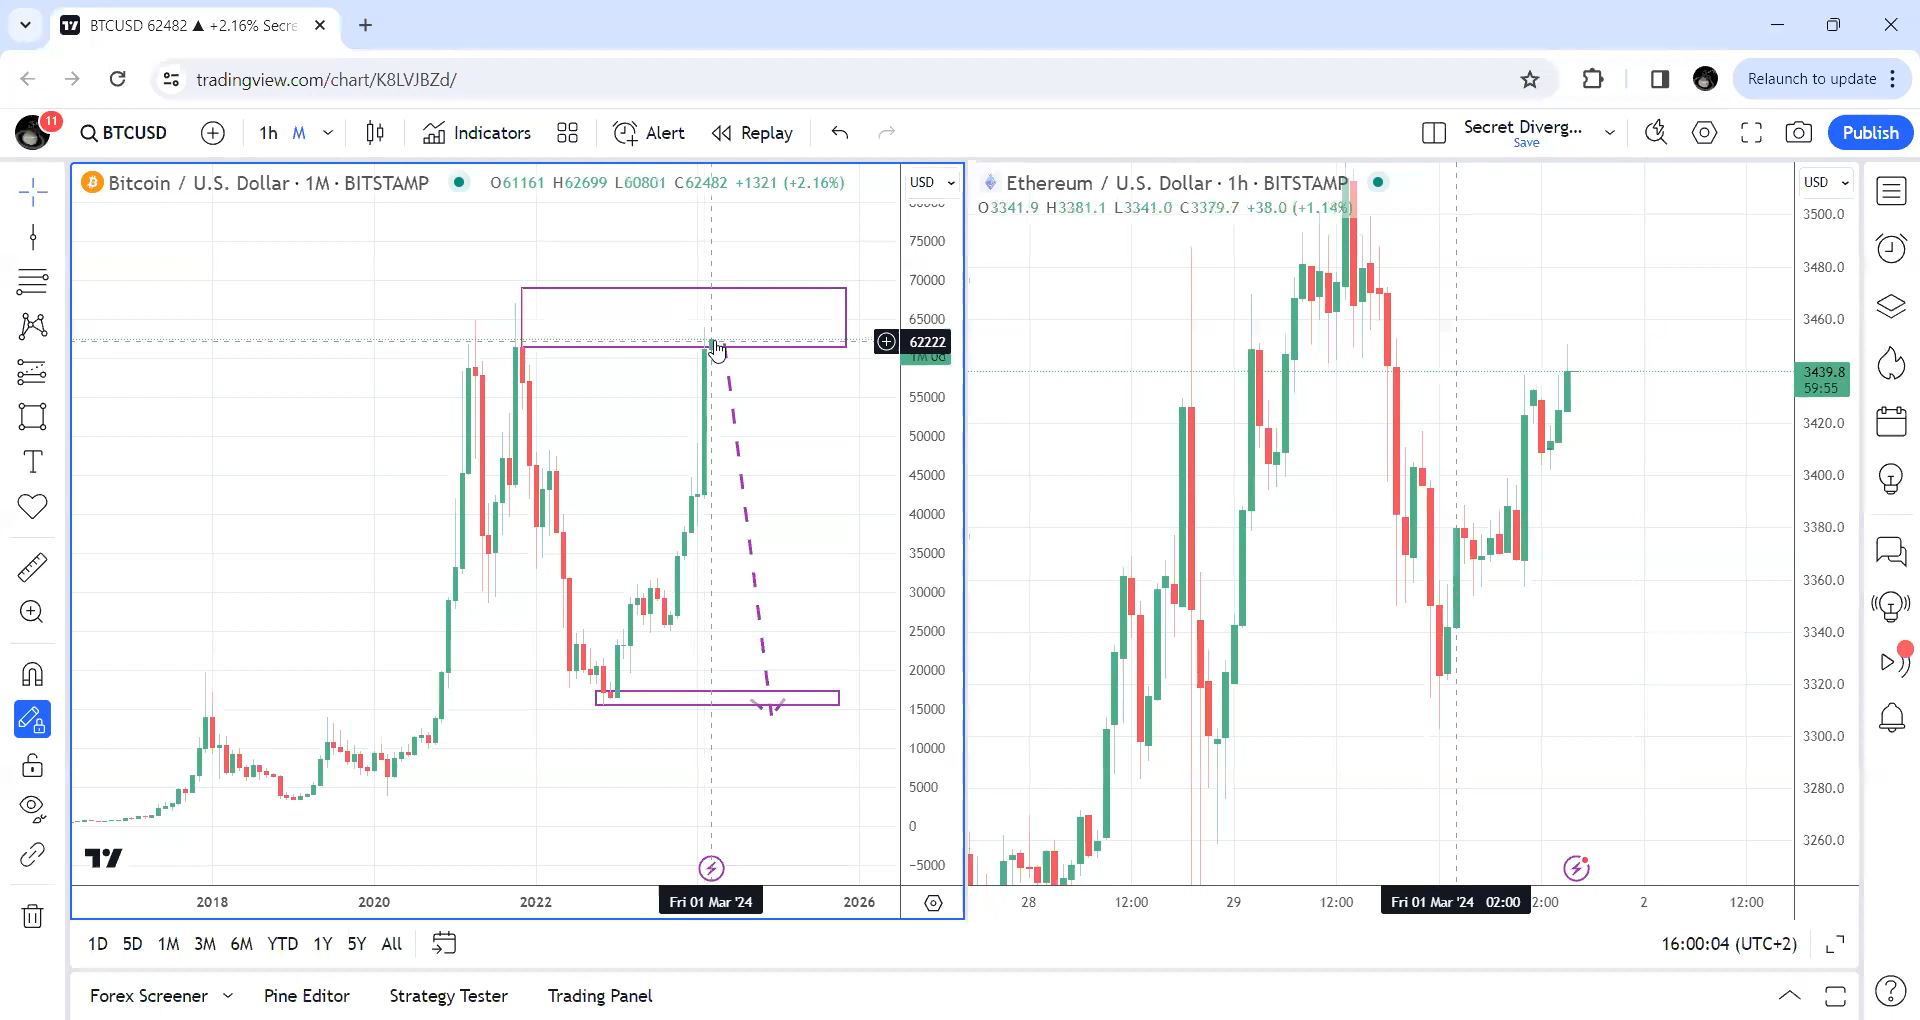 BTCUSD 62482 ▲ +2.16% Secre
tradingview.com/chart/K8LVJBZd/
Relaunch to update
11
BTCUSD
1h M
Indicators
Alert
Replay
Secret Diverg...
Save
Publish
Bitcoin / U.S. Dollar · 1M · BITSTAMP
O61161 H62699 L60801 C62482 +1321 (+2.16%)
USD
75000
70000
65000
62222
55000
50000
45000
40000
35000
30000
25000
20000
15000
10000
5000
0
−5000
2018
2020
2022
Fri 01 Mar '24
2026
Ethereum / U.S. Dollar · 1h · BITSTAMP
O3341.9 H3381.1 L3341.0 C3379.7 +38.0 (+1.14%)
USD
3500.0
3480.0
3460.0
3439.8
59:55
3420.0
3400.0
3380.0
3360.0
3340.0
3320.0
3300.0
3280.0
3260.0
28
12:00
29
12:00
Fri 01 Mar '24 02:00
2:00
2
12:00
1D 5D 1M 3M 6M YTD 1Y 5Y All
16:00:04 (UTC+2)
Forex Screener
Pine Editor
Strategy Tester
Trading Panel